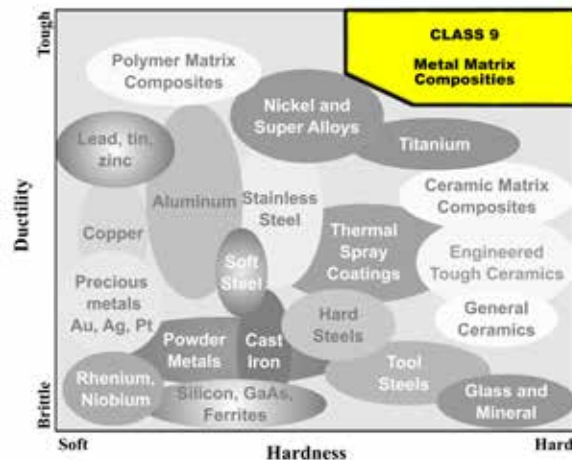 Tough
CLASS 9
Metal Matrix
Composities
Polymer Matrix
Composites
Nickel and
Super Alloys
Titanium
Lead, tin,
zinc
Aluminum
Stainless
Steel
Ceramic Matrix
Composites
Ductility
Copper
Thermal
Spray
Coatings
Engineered
Tough Ceramics
Soft
Steel
Precious
metals
Au, Ag, Pt
Hard
Steels
General
Ceramics
Powder
Metals
Cast
Iron
Tool
Steels
Rhenium,
Niobium
Silicon, GaAs,
Ferrites
Glass and
Mineral
Brittle
Soft
Hardness
Hard